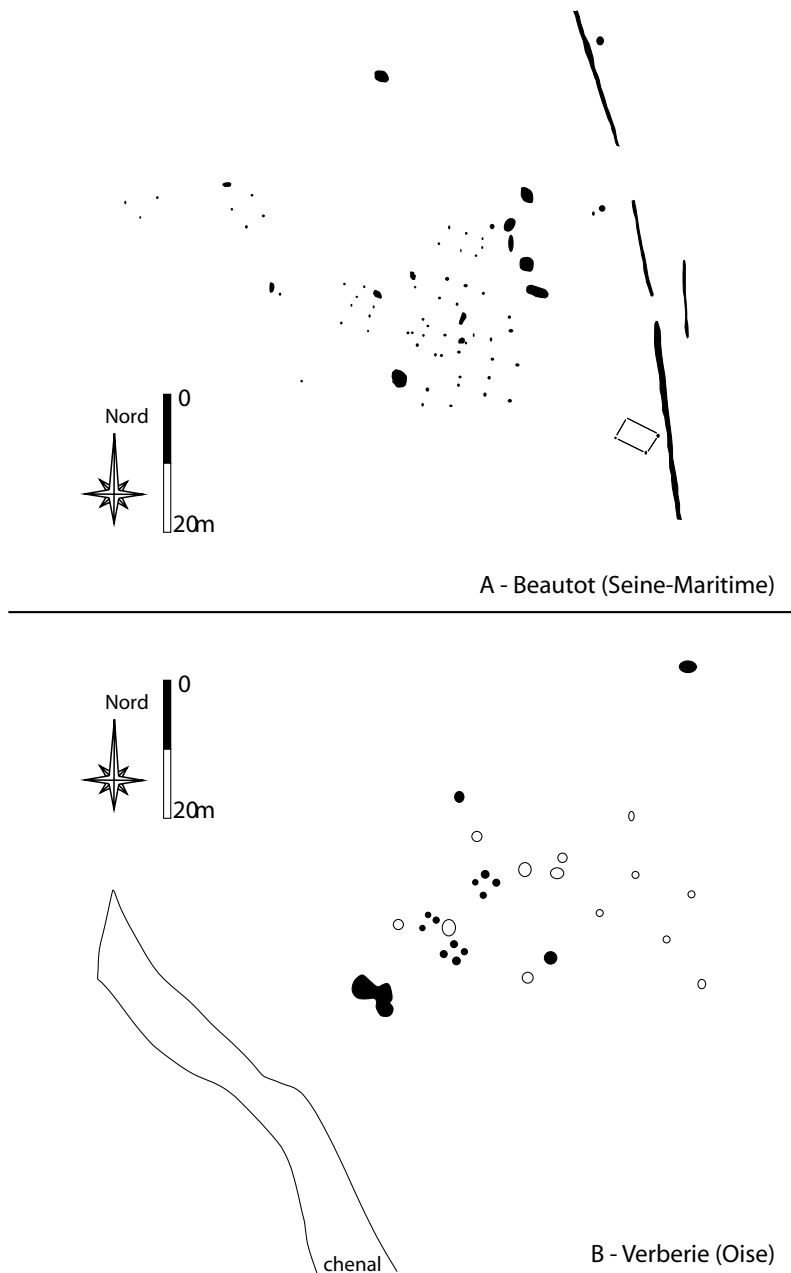 0
Nord
20m
A - Beautot (Seine-Maritime)
0
Nord
20m
chenal
B - Verberie (Oise)